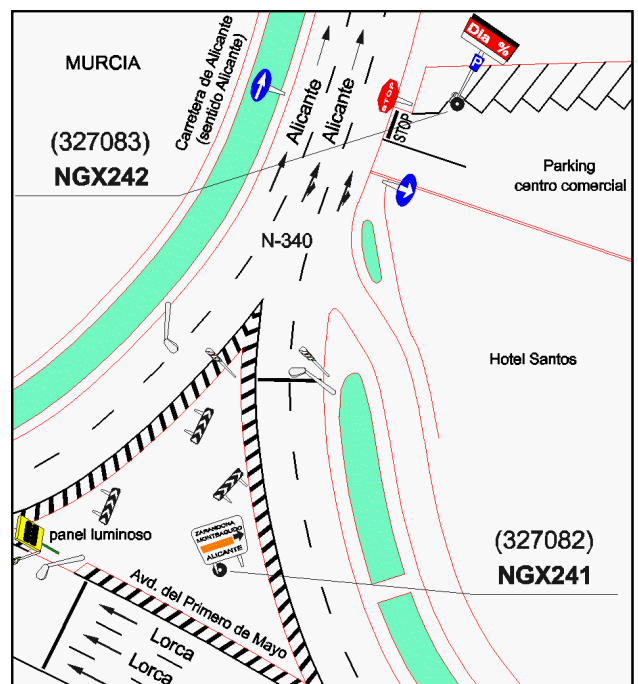 MURCIA
Carretera de Alicante
(sentido Alicante)
Alicante
Alicante
Dia %
P
STOP
STOP
(327083)
NGX242
Parking
centro comercial
N-340
Hotel Santos
ZARANDONA
MONTEAGUDO
ALICANTE
panel luminoso
(327082)
NGX241
Avd. del Primero de Mayo
Lorca
Lorca